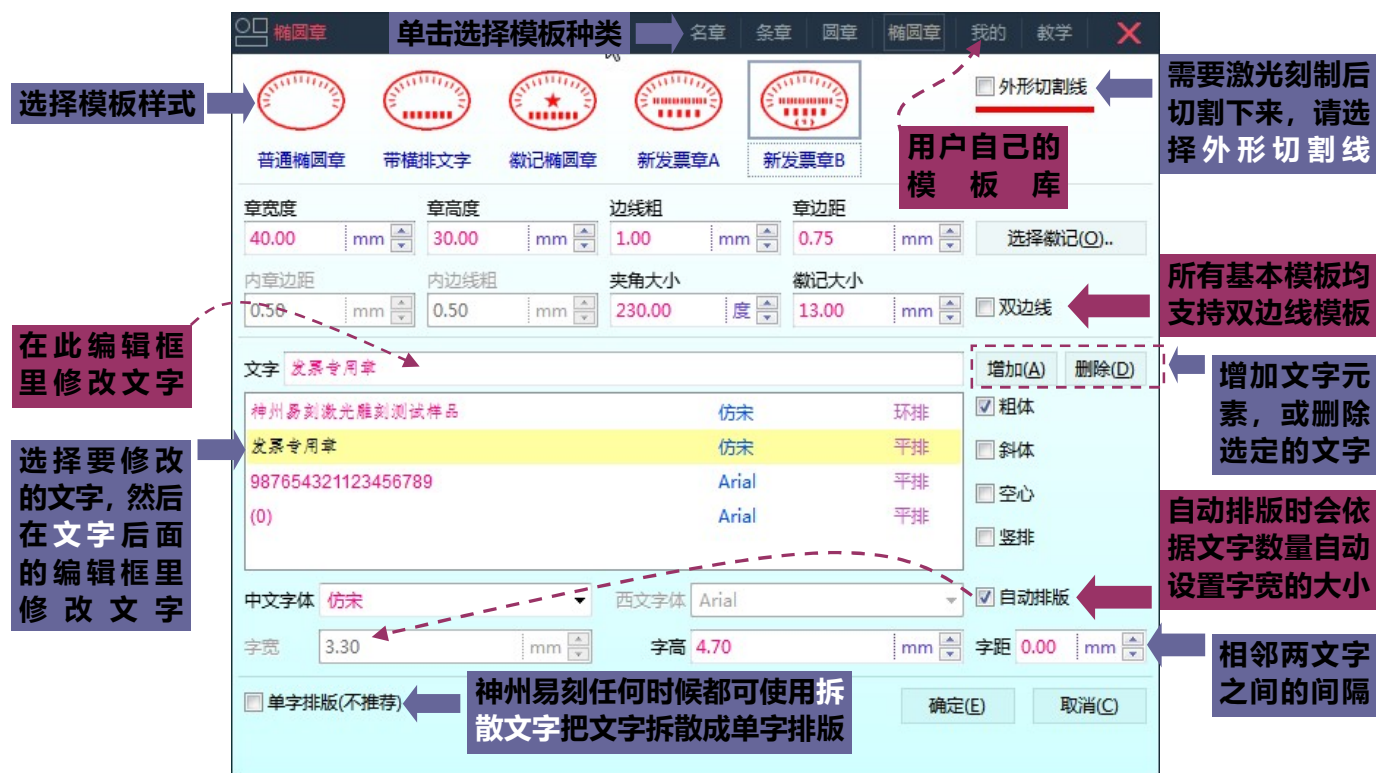 椭圆章
单击选择模板种类
名章 条章 圆章 椭圆章 我的 教学
选择模板样式
外形切割线
需要激光刻制后
切割下来，请选
择外形切割线
普通椭圆章 带横排文字 徽记椭圆章 新发票章A 新发票章B
用户自己的
模板库
章宽度 章高度 边线粗 章边距
40.00 mm 30.00 mm 1.00 mm 0.75 mm 选择徽记(O)..
内章边距 内边线粗 夹角大小 徽记大小
0.50 mm 0.50 mm 230.00 度 13.00 mm 双边线
所有基本模板均
支持双边线模板
在此编辑框
里修改文字
文字 发票专用章 增加(A) 删除(D)
增加文字元
素，或删除
选定的文字
神州易刻激光雕刻测试样品 仿宋 环排 粗体
发票专用章 仿宋 平排 斜体
987654321123456789 Arial 平排 空心
(0) Arial 平排 竖排
选择要修改
的文字，然后
在文字后面
的编辑框里
修改文字
自动排版时会依
据文字数量自动
设置字宽的大小
中文字体 仿宋 西文字体 Arial 自动排版
字宽 3.30 mm 字高 4.70 mm 字距 0.00 mm
相邻两文字
之间的间隔
单字排版(不推荐)
神州易刻任何时候都可使用拆
散文字把文字拆散成单字排版
确定(E) 取消(C)